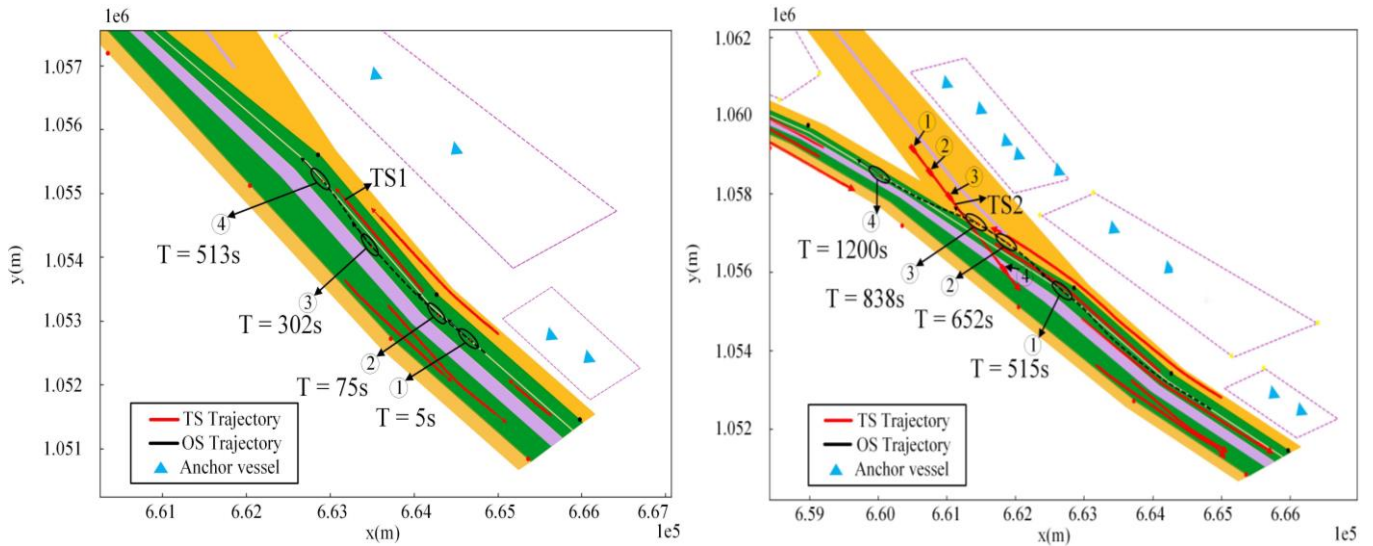 1e6
1.057
1.056
1.055
1.054
1.053
1.052
1.051
y(m)
TS1
④
T = 513s
③
T = 302s
②
T = 75s
①
T = 5s
TS Trajectory
OS Trajectory
Anchor vessel
6.61 6.62 6.63 6.64 6.65 6.66 6.67
x(m)
1e5
1e6
1.062
1.060
1.058
1.056
1.054
1.052
y(m)
①
②
③
TS2
④
④
T = 1200s
③
T = 838s
②
T = 652s
①
T = 515s
TS Trajectory
OS Trajectory
Anchor vessel
6.59 6.60 6.61 6.62 6.63 6.64 6.65 6.66
x(m)
1e5